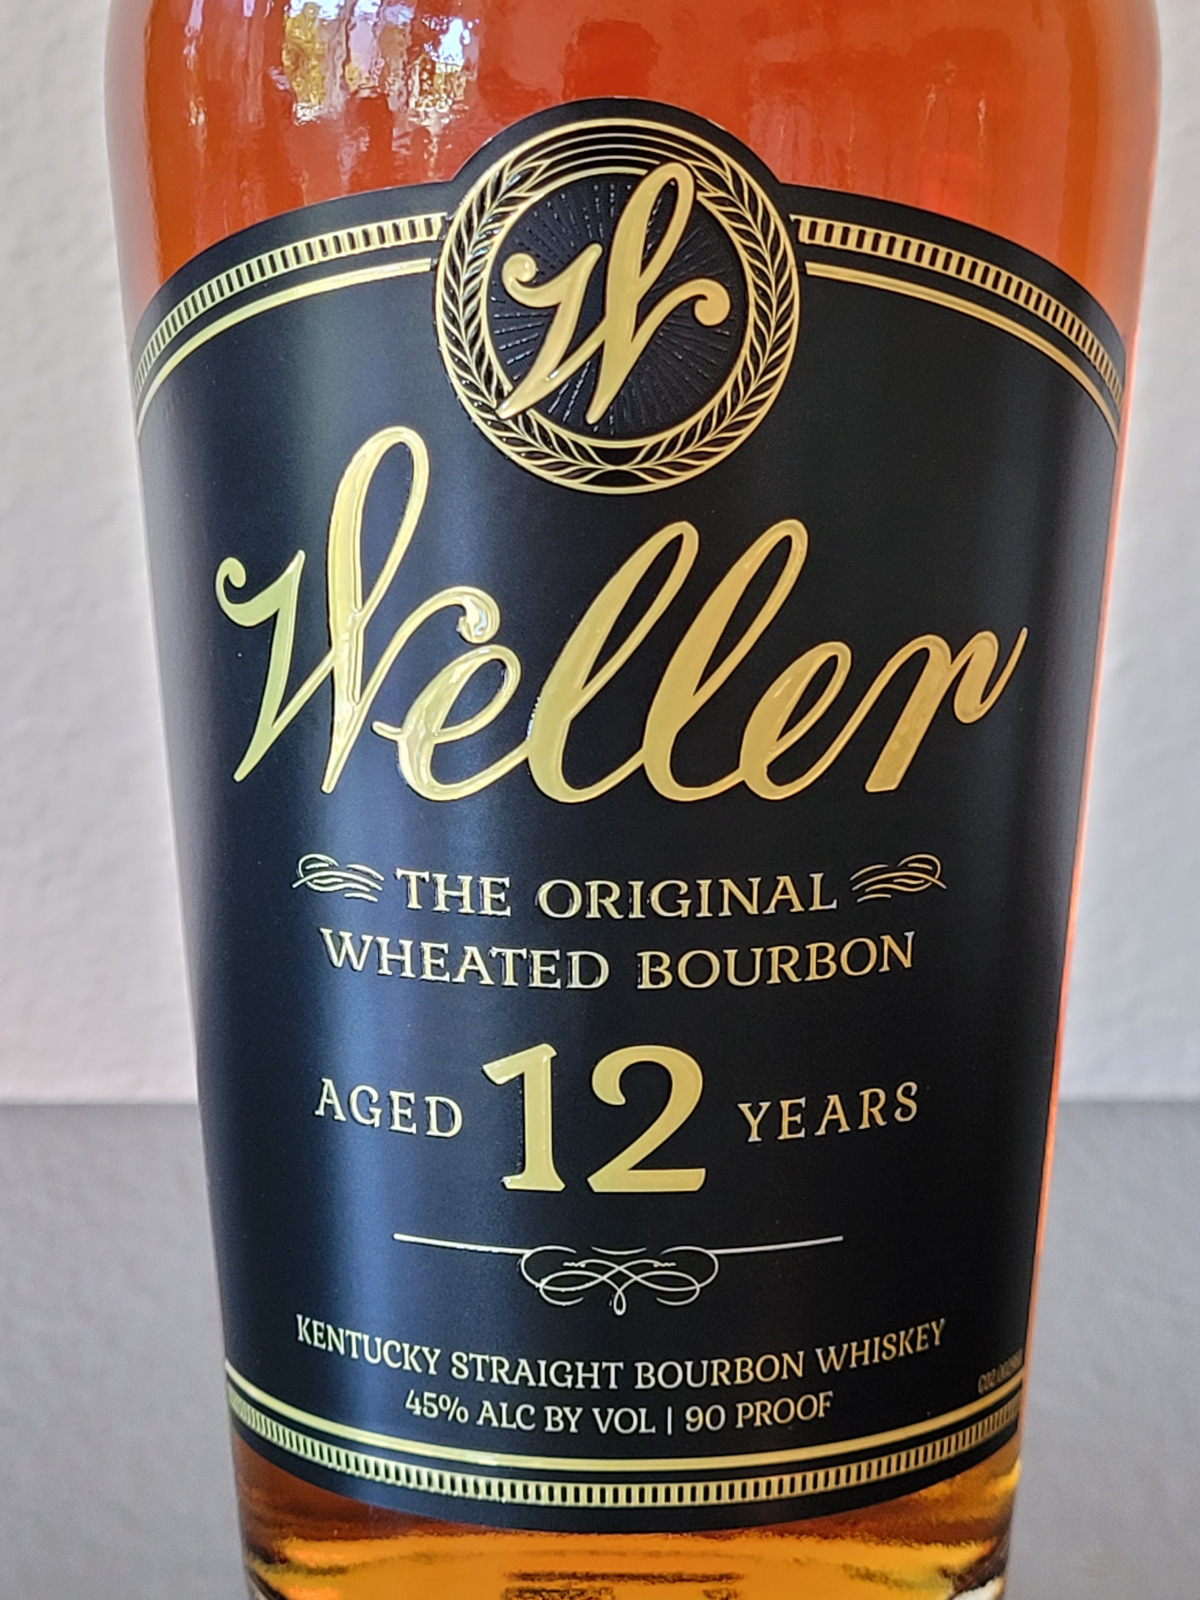 W
Weller
THE ORIGINAL
WHEATED BOURBON
AGED 12 YEARS
KENTUCKY STRAIGHT BOURBON WHISKEY
45% ALC BY VOL | 90 PROOF